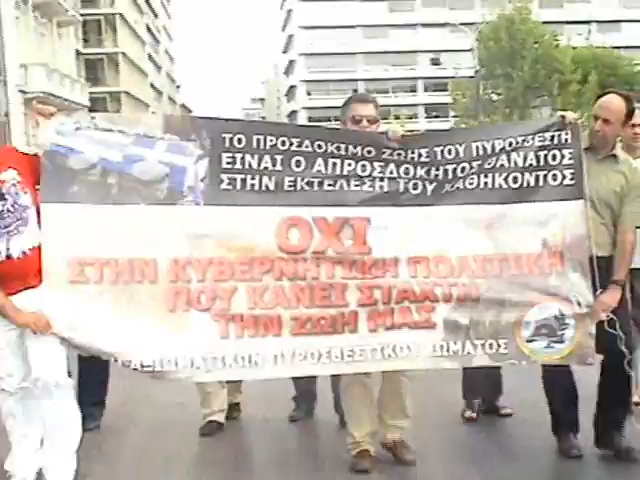 ΤΟ ΠΡΟΣΔΟΚΙΜΟ ΖΩΗΣ ΤΟΥ ΠΥΡΟΣΒΕΣΤΗ
ΕΙΝΑΙ Ο ΑΠΡΟΣΔΟΚΗΤΟΣ ΘΑΝΑΤΟΣ
ΣΤΗΝ ΕΚΤΕΛΕΣΗ ΤΟΥ ΚΑΘΗΚΟΝΤΟΣ
ΟΧΙ
ΣΤΗΝ ΚΥΒΕΡΝΗΤΙΚΗ ΠΟΛΙΤΙΚΗ
ΠΟΥ ΚΑΝΕΙ ΣΤΑΧΤΗ
ΤΗΝ ΖΩΗ ΜΑΣ
ΑΞΙΩΜΑΤΙΚΩΝ ΠΥΡΟΣΒΕΣΤΙΚΟΥ ΣΩΜΑΤΟΣ